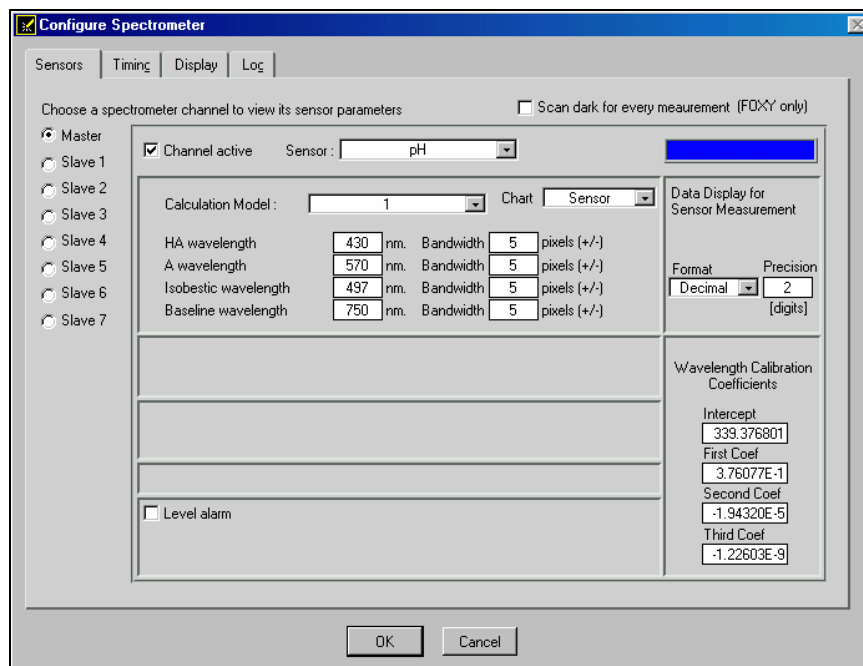 Configure Spectrometer
Sensors Timing Display Log
Choose a spectrometer channel to view its sensor parameters
Scan dark for every meaurement (FOXY only)
Master
Slave 1
Slave 2
Slave 3
Slave 4
Slave 5
Slave 6
Slave 7
Channel active Sensor : pH
Calculation Model : 1 Chart Sensor
HA wavelength 430 nm. Bandwidth 5 pixels (+/-)
A wavelength 570 nm. Bandwidth 5 pixels (+/-)
Isobestic wavelength 497 nm. Bandwidth 5 pixels (+/-)
Baseline wavelength 750 nm. Bandwidth 5 pixels (+/-)
Data Display for
Sensor Measurement
Format Precision
Decimal 2
[digits]
Wavelength Calibration
Coefficients
Intercept
339.376801
First Coef
3.76077E-1
Second Coef
-1.94320E-5
Third Coef
-1.22603E-9
Level alarm
OK Cancel